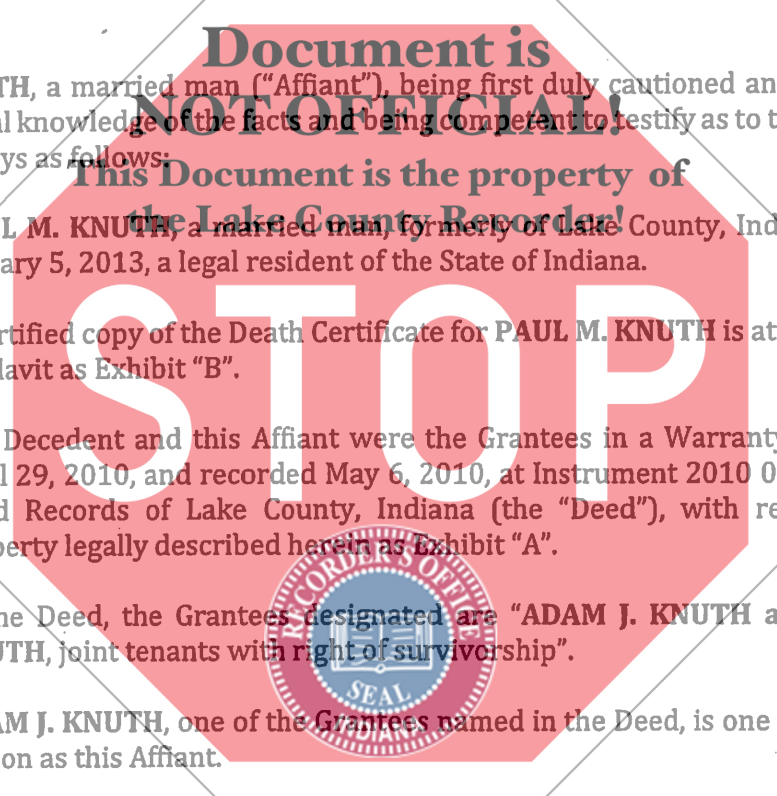 Document is
TH, a married man (“Affiant”), being first duly cautioned an
NOT OFFICIAL!
l knowledge of the facts and being competent to testify as to t
ys as follows:
This Document is the property of
the Lake County Recorder!
L M. KNUTH, a married man, formerly of Lake County, Ind
ary 5, 2013, a legal resident of the State of Indiana.
STOP
rtified copy of the Death Certificate for PAUL M. KNUTH is at
lavit as Exhibit “B”.
Decedent and this Affiant were the Grantees in a Warranty
l 29, 2010, and recorded May 6, 2010, at Instrument 2010 0
d Records of Lake County, Indiana (the “Deed”), with re
perty legally described herein as Exhibit “A”.
he Deed, the Grantees designated are “ADAM J. KNUTH a
UTH, joint tenants with right of survivorship”.
RECORDER'S OFFICE
SEAL
INDIANA
AM J. KNUTH, one of the Grantees named in the Deed, is one
on as this Affiant.